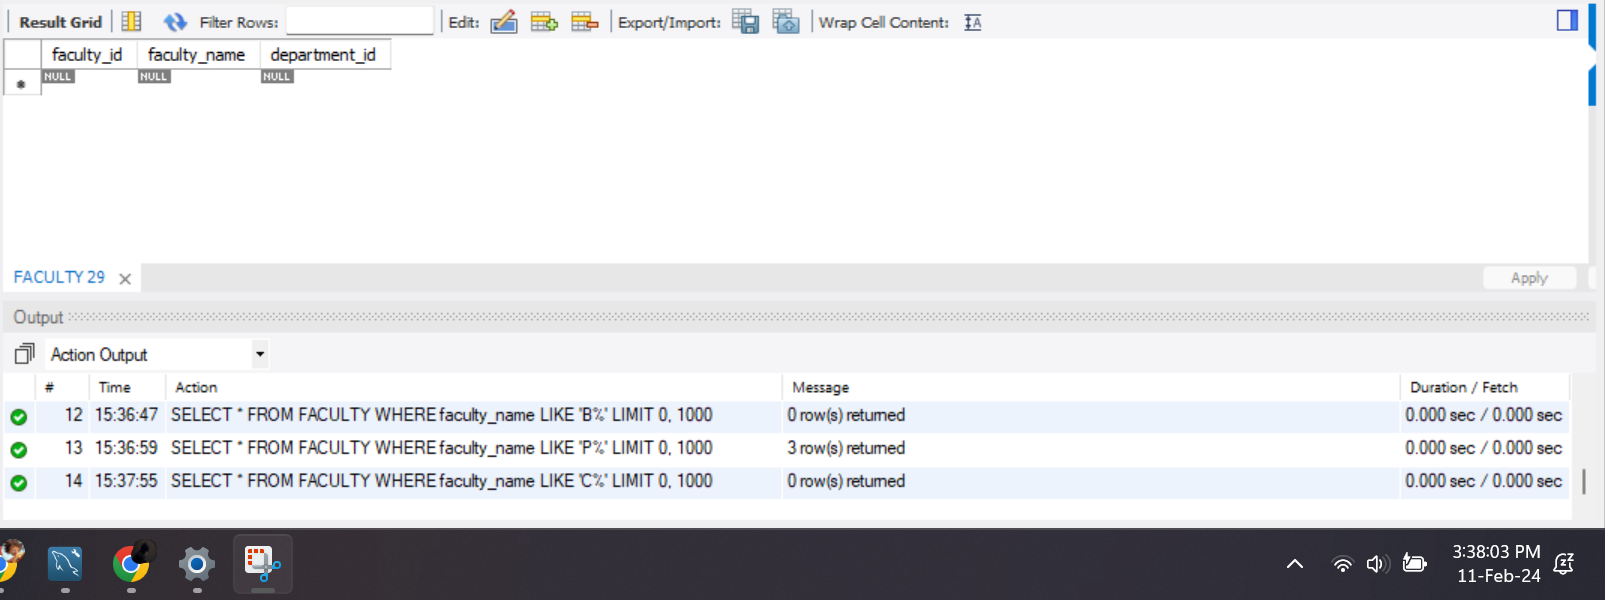 Result Grid Filter Rows: Edit: Export/Import: Wrap Cell Content: IA
faculty_id faculty_name department_id
NULL NULL NULL
FACULTY 29 Apply
Output
Action Output
# Time Action Message Duration / Fetch
12 15:36:47 SELECT * FROM FACULTY WHERE faculty_name LIKE 'B%' LIMIT 0, 1000 0 row(s) returned 0.000 sec / 0.000 sec
13 15:36:59 SELECT * FROM FACULTY WHERE faculty_name LIKE 'P%' LIMIT 0, 1000 3 row(s) returned 0.000 sec / 0.000 sec
14 15:37:55 SELECT * FROM FACULTY WHERE faculty_name LIKE 'C%' LIMIT 0, 1000 0 row(s) returned 0.000 sec / 0.000 sec
3:38:03 PM
11-Feb-24